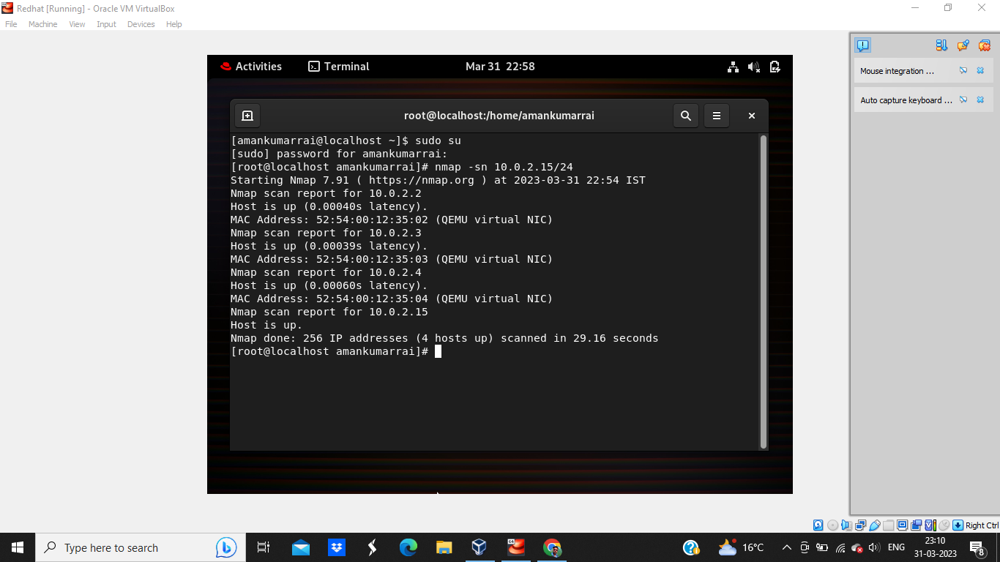 Redhat [Running] - Oracle VM VirtualBox
File Machine View Input Devices Help
Activities Terminal Mar 31 22:58
Mouse integration ...
Auto capture keyboard ...
root@localhost:/home/amankumarrai
[amankumarrai@localhost ~]$ sudo su
[sudo] password for amankumarrai:
[root@localhost amankumarrai]# nmap -sn 10.0.2.15/24
Starting Nmap 7.91 ( https://nmap.org ) at 2023-03-31 22:54 IST
Nmap scan report for 10.0.2.2
Host is up (0.00040s latency).
MAC Address: 52:54:00:12:35:02 (QEMU virtual NIC)
Nmap scan report for 10.0.2.3
Host is up (0.00039s latency).
MAC Address: 52:54:00:12:35:03 (QEMU virtual NIC)
Nmap scan report for 10.0.2.4
Host is up (0.00060s latency).
MAC Address: 52:54:00:12:35:04 (QEMU virtual NIC)
Nmap scan report for 10.0.2.15
Host is up.
Nmap done: 256 IP addresses (4 hosts up) scanned in 29.16 seconds
[root@localhost amankumarrai]#
Right Ctrl
Type here to search
16°C
ENG
23:10
31-03-2023
8